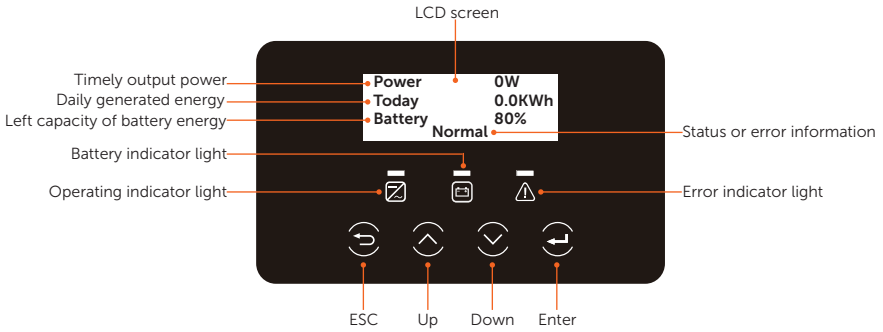 LCD screen
Timely output power
Power 0W
Daily generated energy
Today 0.0KWh
Left capacity of battery energy
Battery 80%
Normal
Status or error information
Battery indicator light
Operating indicator light
Error indicator light
ESC Up Down Enter